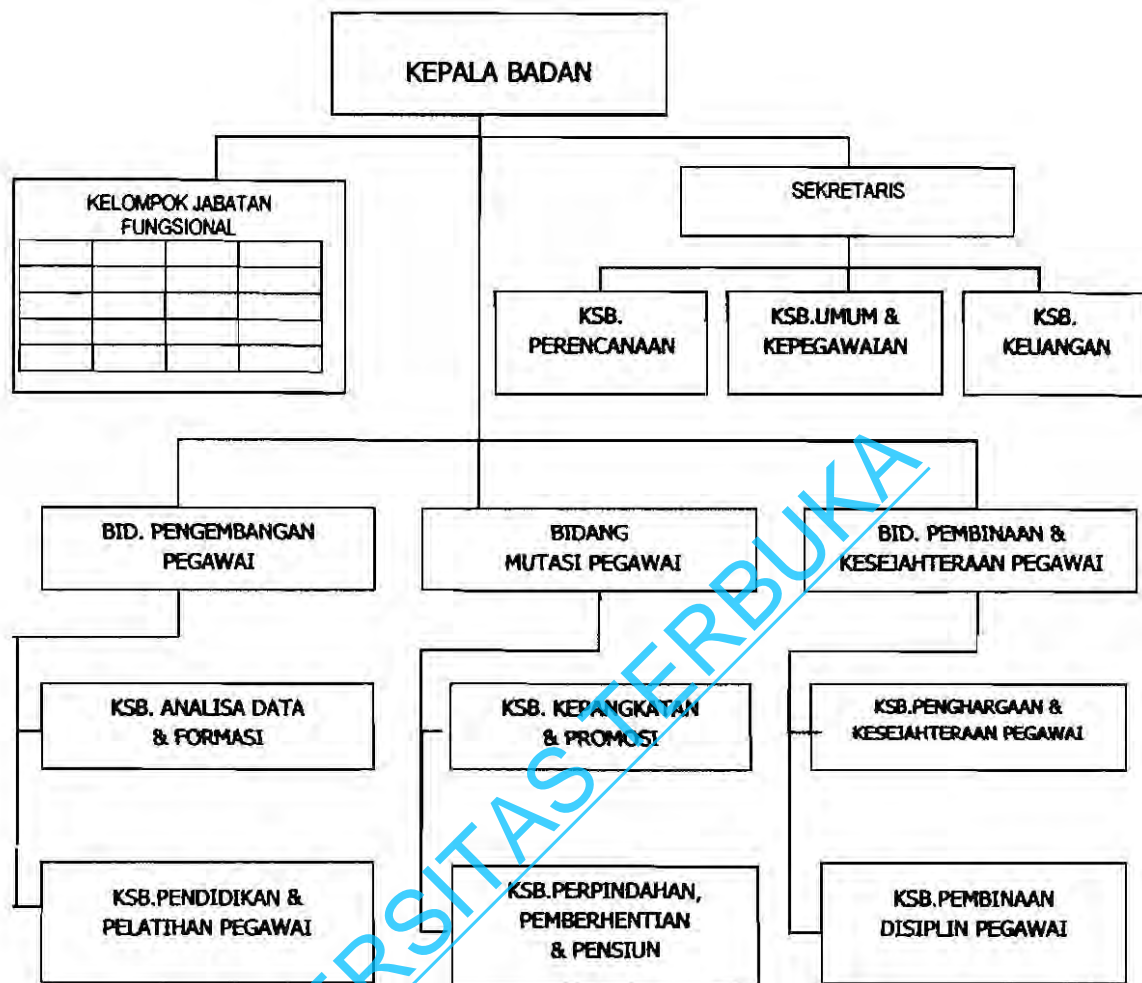 KEPALA BADAN
KELOMPOK JABATAN
FUNGSIONAL
SEKRETARIS
KSB.
PERENCANAAN
KSB.UMUM &
KEPEGAWAIAN
KSB.
KEUANGAN
BID. PENGEMBANGAN
PEGAWAI
BIDANG
MUTASI PEGAWAI
BID. PEMBINAAN &
KESEJAHTERAAN PEGAWAI
KSB. ANALISA DATA
& FORMASI
KSB. KEPANGKATAN
& PROMOSI
KSB.PENGHARGAAN &
KESEJAHTERAAN PEGAWAI
KSB.PENDIDIKAN &
PELATIHAN PEGAWAI
KSB.PERPINDAHAN,
PEMBERHENTIAN
& PENSIUN
KSB.PEMBINAAN
DISIPLIN PEGAWAI
ERSITAS TERBUKA